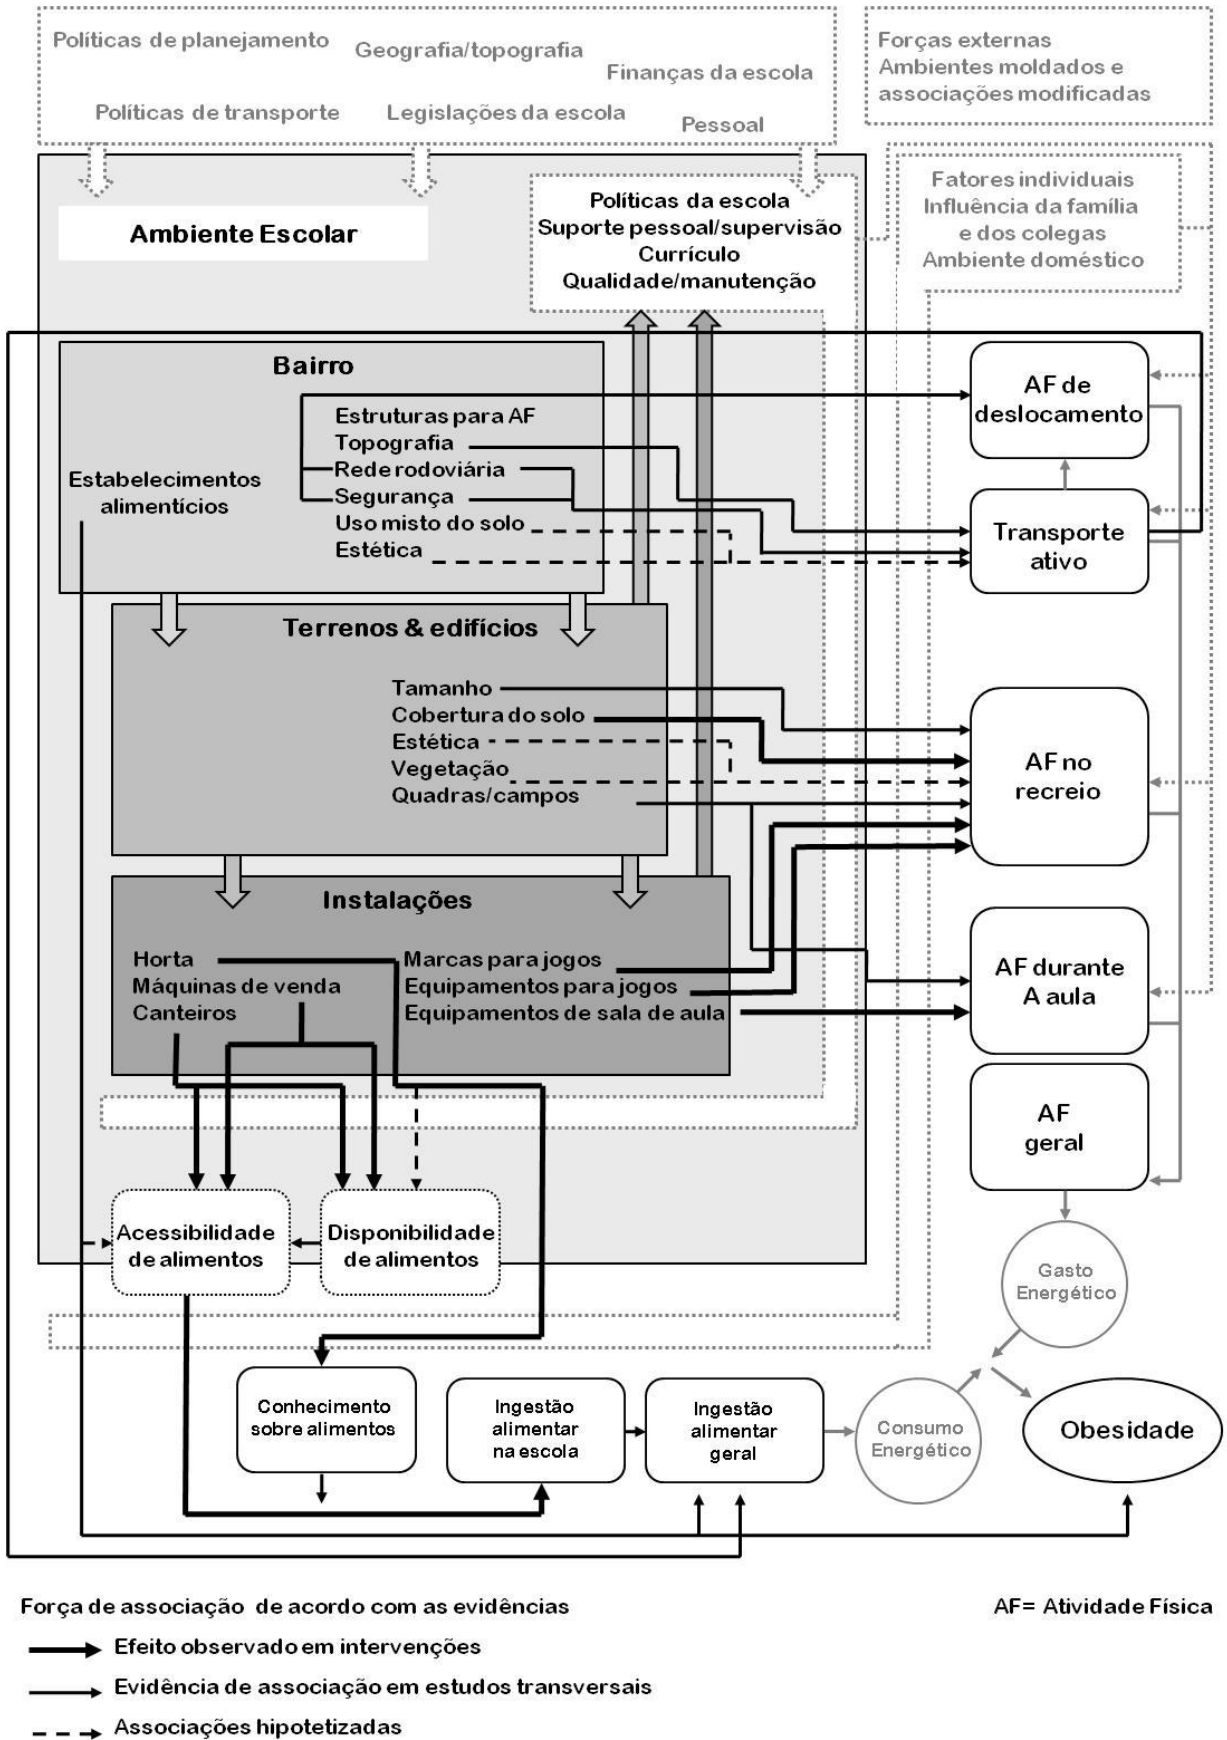 Políticas de planejamento
Geografia/topografia
Finanças da escola
Políticas de transporte
Legislações da escola
Pessoal
Forças externas
Ambientes moldados e
associações modificadas
Fatores individuais
Influência da família
e dos colegas
Ambiente doméstico
Políticas da escola
Suporte pessoal/supervisão
Currículo
Qualidade/manutenção
Ambiente Escolar
Bairro
Estruturas para AF
Topografia
Rede rodoviária
Segurança
Uso misto do solo
Estética
Estabelecimentos
alimentícios
AF de
deslocamento
Transporte
ativo
Terrenos & edifícios
Tamanho
Cobertura do solo
Estética
Vegetação
Quadras/campos
AF no
recreio
Instalações
Horta
Máquinas de venda
Canteiros
Marcas para jogos
Equipamentos para jogos
Equipamentos de sala de aula
AF durante
A aula
AF
geral
Acessibilidade
de alimentos
Disponibilidade
de alimentos
Gasto
Energético
Conhecimento
sobre alimentos
Ingestão
alimentar
na escola
Ingestão
alimentar
geral
Consumo
Energético
Obesidade
Força de associação de acordo com as evidências
AF= Atividade Física
Efeito observado em intervenções
Evidência de associação em estudos transversais
Associações hipotetizadas